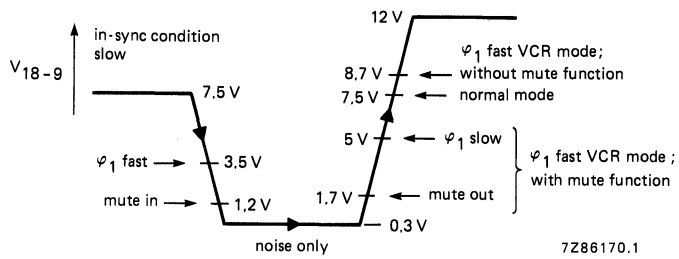 12 V
in-sync condition
slow
V18-9
φ1 fast VCR mode;
8,7 V
without mute function
7,5 V
7,5 V
normal mode
5 V
φ1 slow
φ1 fast
3,5 V
φ1 fast VCR mode;
with mute function
mute in
1,2 V
1,7 V
mute out
0,3 V
noise only
7Z86170.1